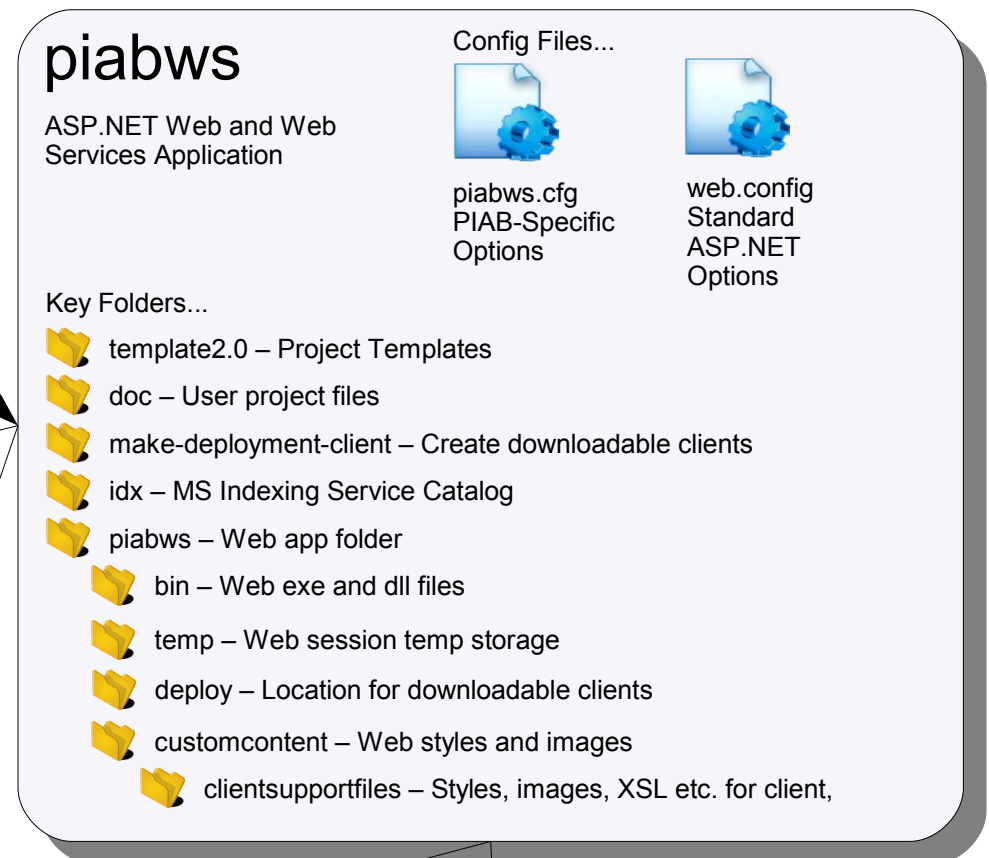 piabws
ASP.NET Web and Web
Services Application
Config Files...
piabws.cfg
PIAB-Specific
Options
web.config
Standard
ASP.NET
Options
Key Folders...
template2.0 – Project Templates
doc – User project files
make-deployment-client – Create downloadable clients
idx – MS Indexing Service Catalog
piabws – Web app folder
bin – Web exe and dll files
temp – Web session temp storage
deploy – Location for downloadable clients
customcontent – Web styles and images
clientsupportfiles – Styles, images, XSL etc. for client,